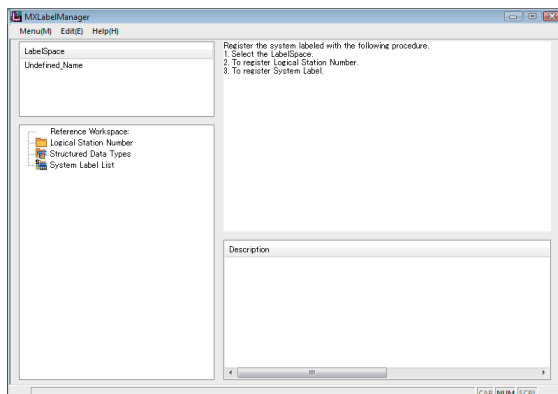 MXLabelManager
Menu(M) Edit(E) Help(H)
LabelSpace
Undefined_Name
Reference Workspace:
Logical Station Number
Structured Data Types
System Label List
Register the system labeled with the following procedure.
1. Select the LabelSpace.
2. To register Logical Station Number.
3. To register System Label.
Description
CAP NUM SCRL